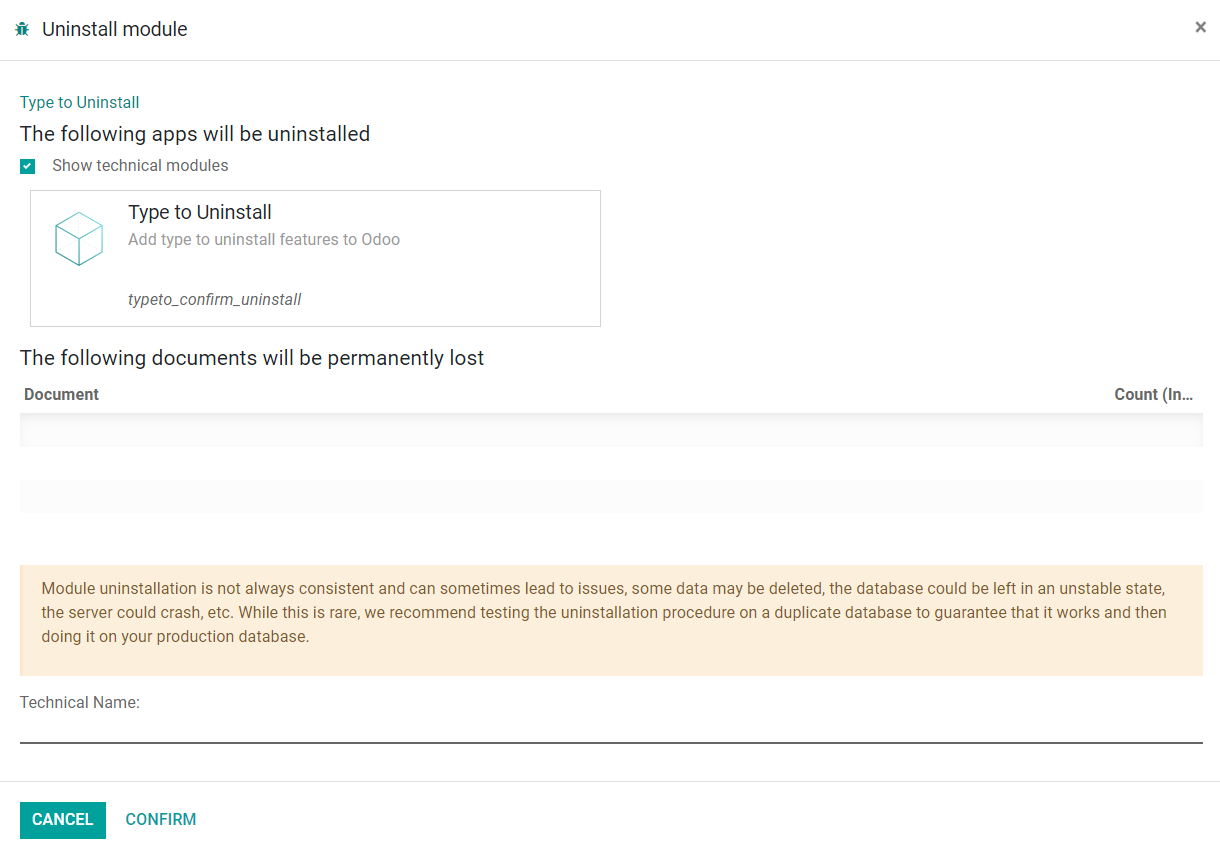 Uninstall module
×
Type to Uninstall
The following apps will be uninstalled
Show technical modules
Type to Uninstall
Add type to uninstall features to Odoo
typeto_confirm_uninstall
The following documents will be permanently lost
Document Count (In...
Module uninstallation is not always consistent and can sometimes lead to issues, some data may be deleted, the database could be left in an unstable state,
the server could crash, etc. While this is rare, we recommend testing the uninstallation procedure on a duplicate database to guarantee that it works and then
doing it on your production database.
Technical Name:
CANCEL CONFIRM